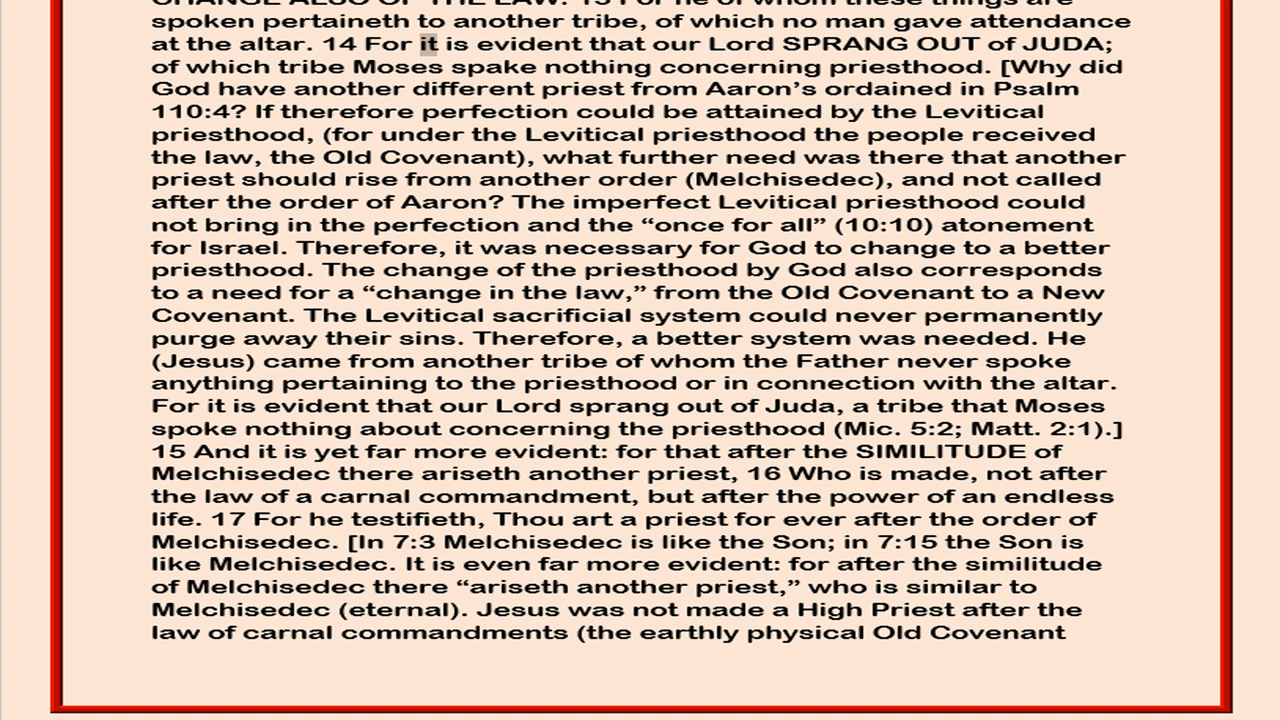 CHANGE ALSO OF THE LAW. 13 For he of whom these things are
spoken pertaineth to another tribe, of which no man gave attendance
at the altar. 14 For it is evident that our Lord SPRANG OUT of JUDA;
of which tribe Moses spake nothing concerning priesthood. [Why did
God have another different priest from Aaron’s ordained in Psalm
110:4? If therefore perfection could be attained by the Levitical
priesthood, (for under the Levitical priesthood the people received
the law, the Old Covenant), what further need was there that another
priest should rise from another order (Melchisedec), and not called
after the order of Aaron? The imperfect Levitical priesthood could
not bring in the perfection and the “once for all” (10:10) atonement
for Israel. Therefore, it was necessary for God to change to a better
priesthood. The change of the priesthood by God also corresponds
to a need for a “change in the law,” from the Old Covenant to a New
Covenant. The Levitical sacrificial system could never permanently
purge away their sins. Therefore, a better system was needed. He
(Jesus) came from another tribe of whom the Father never spoke
anything pertaining to the priesthood or in connection with the altar.
For it is evident that our Lord sprang out of Juda, a tribe that Moses
spoke nothing about concerning the priesthood (Mic. 5:2; Matt. 2:1).]
15 And it is yet far more evident: for that after the SIMILITUDE of
Melchisedec there ariseth another priest, 16 Who is made, not after
the law of a carnal commandment, but after the power of an endless
life. 17 For he testifieth, Thou art a priest for ever after the order of
Melchisedec. [In 7:3 Melchisedec is like the Son; in 7:15 the Son is
like Melchisedec. It is even far more evident: for after the similitude
of Melchisedec there “ariseth another priest,” who is similar to
Melchisedec (eternal). Jesus was not made a High Priest after the
law of carnal commandments (the earthly physical Old Covenant